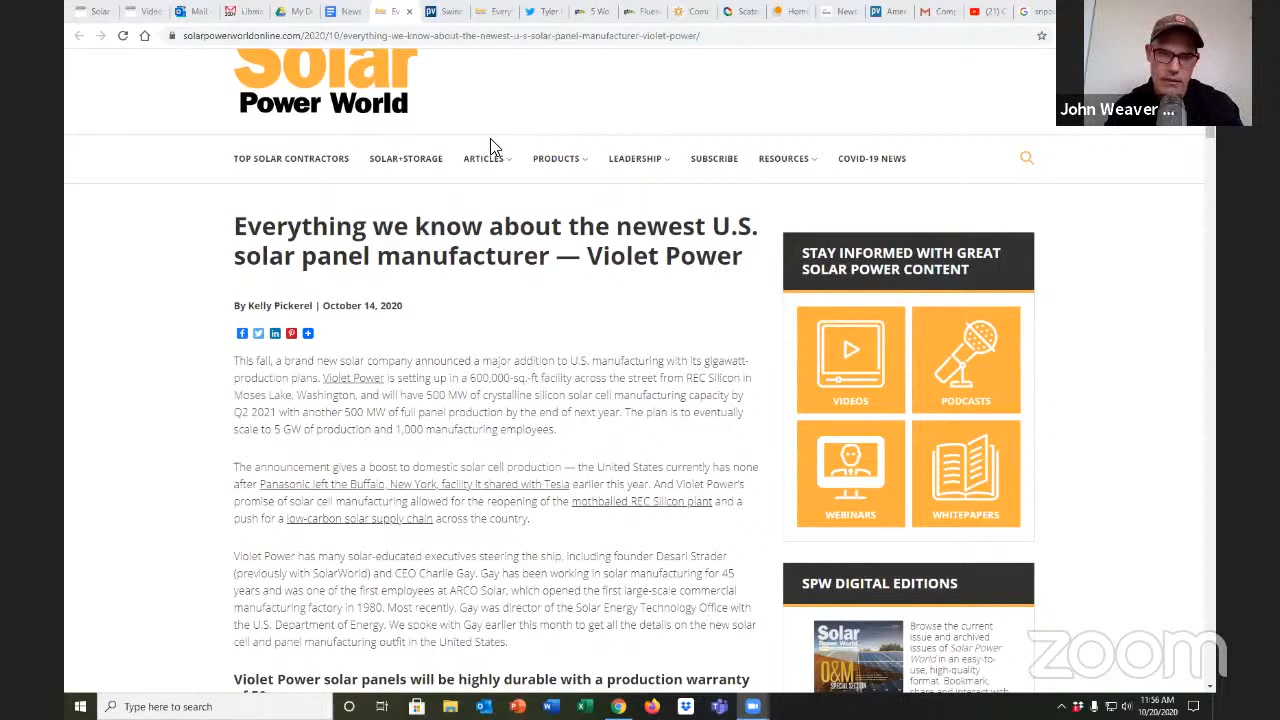 Solar
Video
Mail
Libma
Land
News
Ev
Swin
Every
Tyler
5 Wo
Flue
Com
Scate
Hom
News
Amer
(21) C
snpo
solarpowerworldonline.com/2020/10/everything-we-know-about-the-newest-u-s-solar-panel-manufacturer-violet-power/
John Weaver ...
Solar
Power World
TOP SOLAR CONTRACTORS SOLAR+STORAGE ARTICLES PRODUCTS LEADERSHIP SUBSCRIBE RESOURCES COVID-19 NEWS
Everything we know about the newest U.S.
solar panel manufacturer — Violet Power
By Kelly Pickerel | October 14, 2020
This fall, a brand new solar company announced a major addition to U.S. manufacturing with its gigawatt-
production plans. Violet Power is setting up in a 600,000-sq.-ft facility across the street from REC Silicon in
Moses Lake, Washington, and will have 500 MW of crystalline silicon solar cell manufacturing capacity by
Q2 2021 with another 500 MW of full panel production by the end of next year. The plan is to eventually
scale to 5 GW of production and 1,000 manufacturing employees.
The announcement gives a boost to domestic solar cell production — the United States currently has none
after Panasonic left the Buffalo, New York, facility it shared with Tesla earlier this year. And Violet Power's
promise of solar cell manufacturing allowed for the reopening of the mothballed REC Silicon plant and a
push for a low-carbon solar supply chain across the country.
Violet Power has many solar-educated executives steering the ship, including founder Desari Strader
(previously with SolarWorld) and CEO Charlie Gay. Gay has been working in solar manufacturing for 45
years and was one of the first employees at ARCO Solar, which opened the first large-scale commercial
manufacturing factory in 1980. Most recently, Gay was director of the Solar Energy Technology Office with
the U.S. Department of Energy. We spoke with Gay earlier this month to get all the details on the new solar
cell and panel manufacturing outfit in the United States.
Violet Power solar panels will be highly durable with a production warranty
STAY INFORMED WITH GREAT
SOLAR POWER CONTENT
VIDEOS
PODCASTS
WEBINARS
WHITEPAPERS
SPW DIGITAL EDITIONS
Solar
Power World
O&M
SPECIAL SECTION
Browse the current
issue and archived
issues of Solar Power
World in an easy-to-
use, high-quality
format. Bookmark,
share and interact with
zoom
Type here to search
11:56 AM
10/20/2020